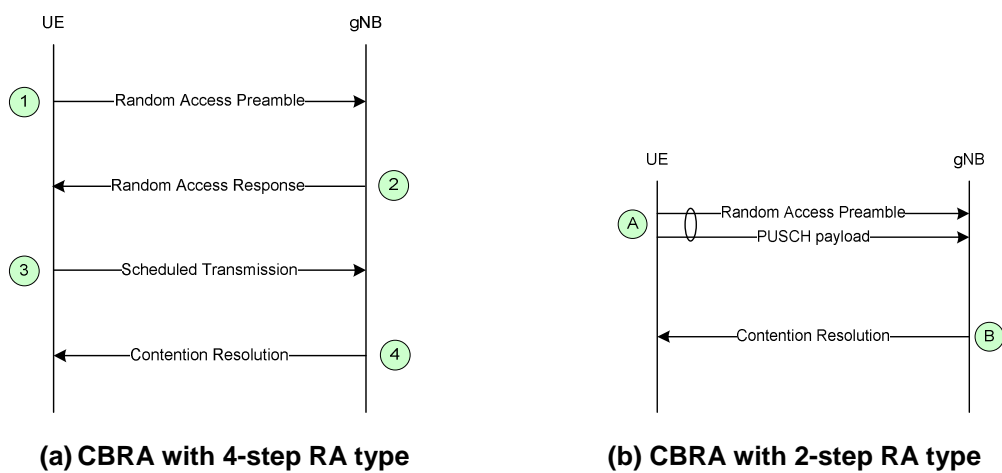 UE
gNB
1
Random Access Preamble
Random Access Response
2
3
Scheduled Transmission
Contention Resolution
4
(a) CBRA with 4-step RA type
UE
gNB
A
Random Access Preamble
PUSCH payload
Contention Resolution
B
(b) CBRA with 2-step RA type